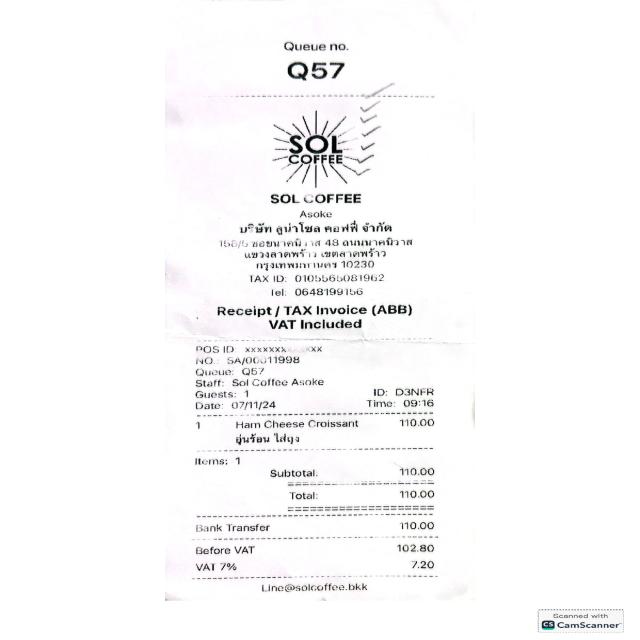 Queue no.
Q57
SOL
COFFEE
SOL COFFEE
Asoke
บริษัท ลูน่าโซล คอฟฟี่ จำกัด
ซอยนาคนิวาส 48 ถนนนาคนิวาส
แขวงลาดพร้าว เขตลาดพร้าว
กรุงเทพมหานคร 10230
TAX ID: 0105565081962
Tel: 0648199156
Receipt / TAX Invoice (ABB)
VAT Included
POS ID:
NO.: SA/00011998
Queue: Q57
Staff: Sol Coffee Asoke
Guests: 1 ID: D3NFR
Date: 07/11/24 Time: 09:16
1 Ham Cheese Croissant 110.00
อุ่นร้อน ใส่ถุง
Items: 1
Subtotal: 110.00
Total: 110.00
Bank Transfer 110.00
Before VAT 102.80
VAT 7% 7.20
Line@solcoffee.bkk
Scanned with
CS CamScanner